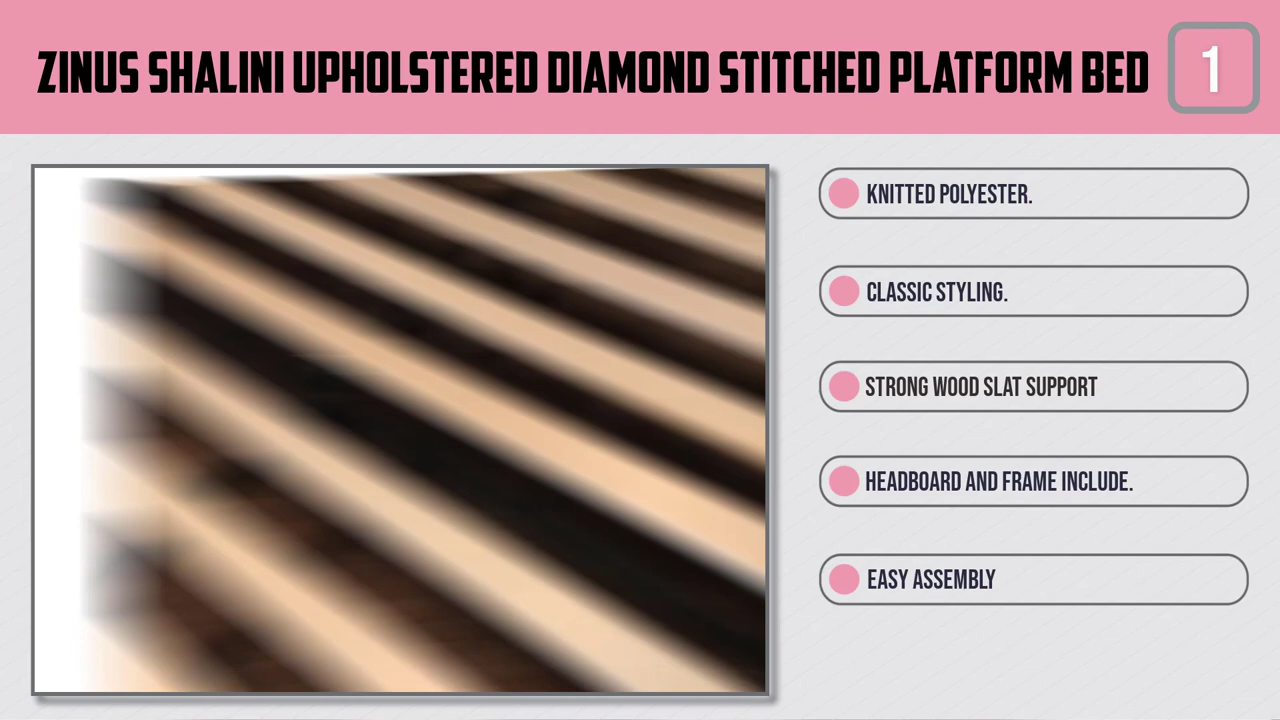 ZINUS SHALINI UPHOLSTERED DIAMOND STITCHED PLATFORM BED
1
KNITTED POLYESTER.
CLASSIC STYLING.
STRONG WOOD SLAT SUPPORT
HEADBOARD AND FRAME INCLUDE.
EASY ASSEMBLY